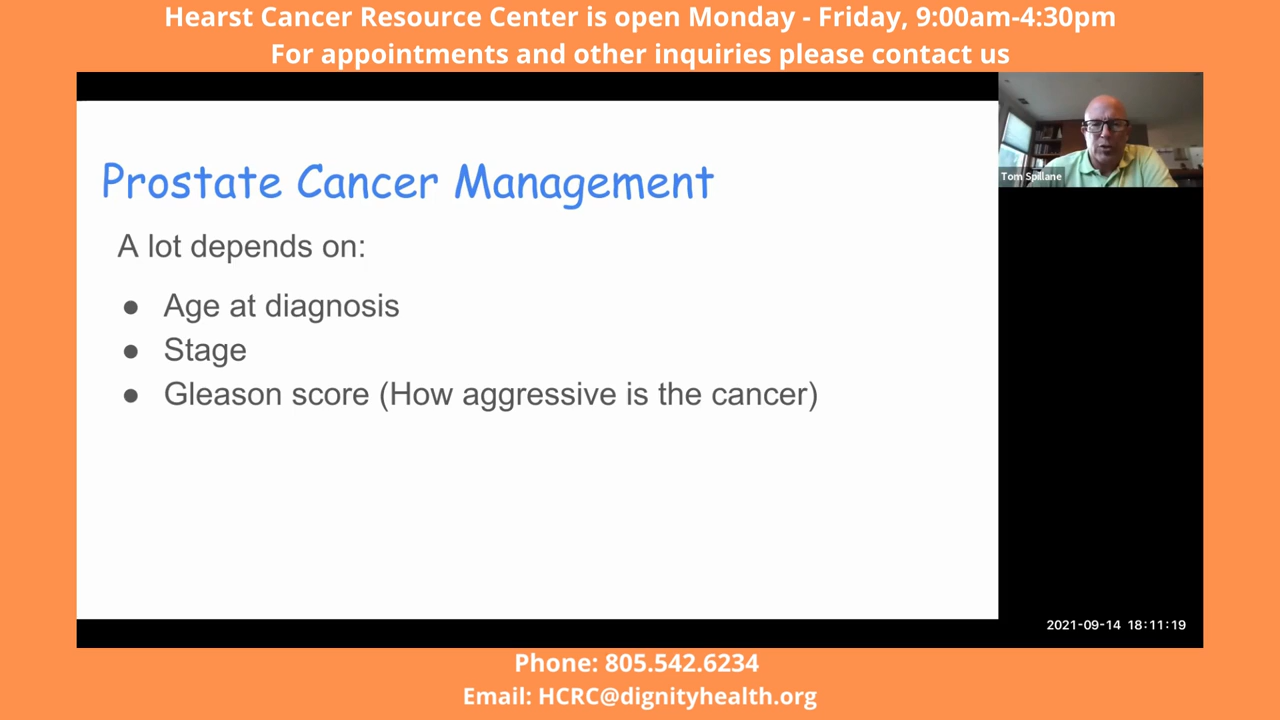 Hearst Cancer Resource Center is open Monday - Friday, 9:00am-4:30pm
For appointments and other inquiries please contact us
Prostate Cancer Management
A lot depends on:
● Age at diagnosis
● Stage
● Gleason score (How aggressive is the cancer)
Tom Spillane
2021-09-14 18:11:19
Phone: 805.542.6234
Email: HCRC@dignityhealth.org